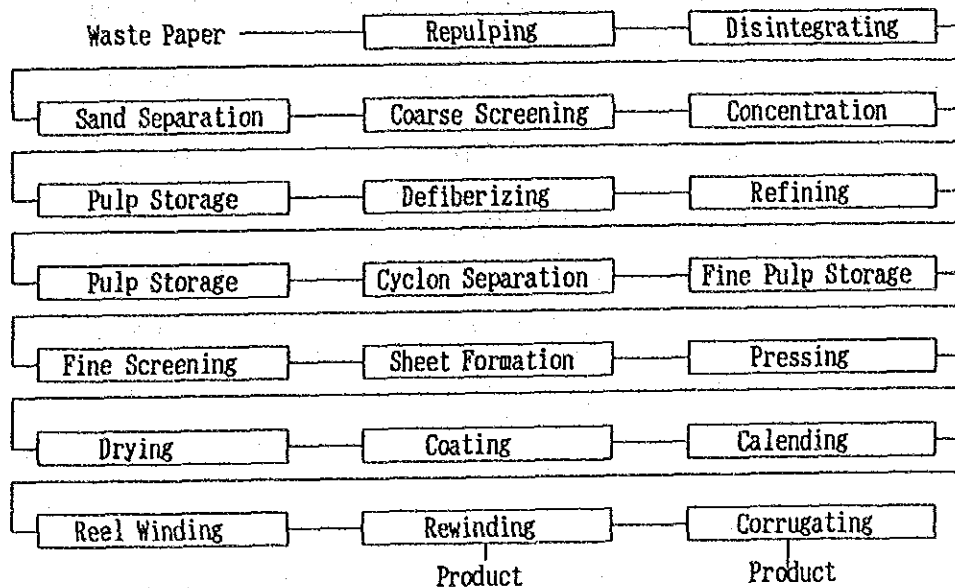 Waste Paper Repulping Disintegrating
Sand Separation Coarse Screening Concentration
Pulp Storage Defiberizing Refining
Pulp Storage Cyclon Separation Fine Pulp Storage
Fine Screening Sheet Formation Pressing
Drying Coating Calending
Reel Winding Rewinding Corrugating
Product Product